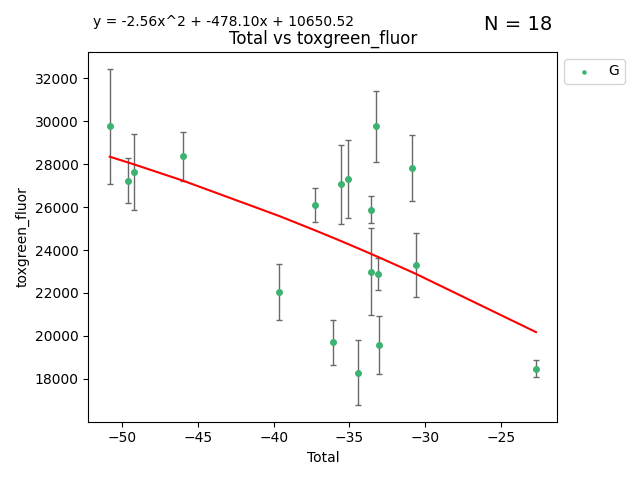 y = -2.56x^2 + -478.10x + 10650.52
N = 18
Total vs toxgreen_fluor
G
32000
30000
28000
26000
24000
22000
20000
18000
toxgreen_fluor
−50
−45
−40
−35
−30
−25
Total